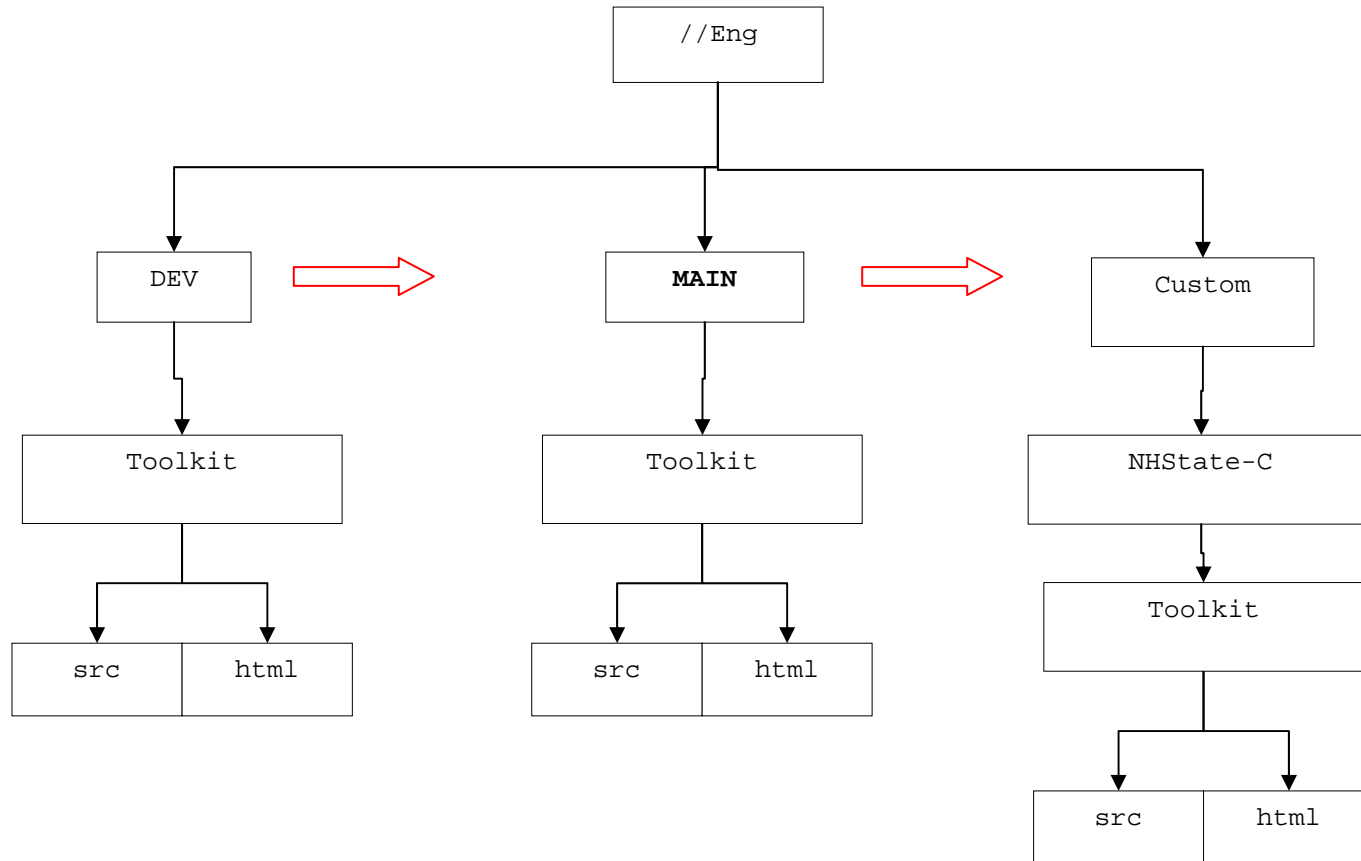 //Eng
DEV
MAIN
Custom
Toolkit
Toolkit
NHState-C
Toolkit
src
html
src
html
src
html